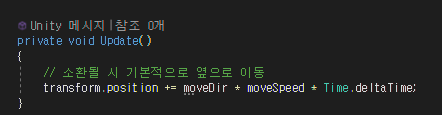 Unity 메시지|참조 0개
private void Update()
{
// 소환될 시 기본적으로 옆으로 이동
transform.position += moveDir * moveSpeed * Time.deltaTime;
}